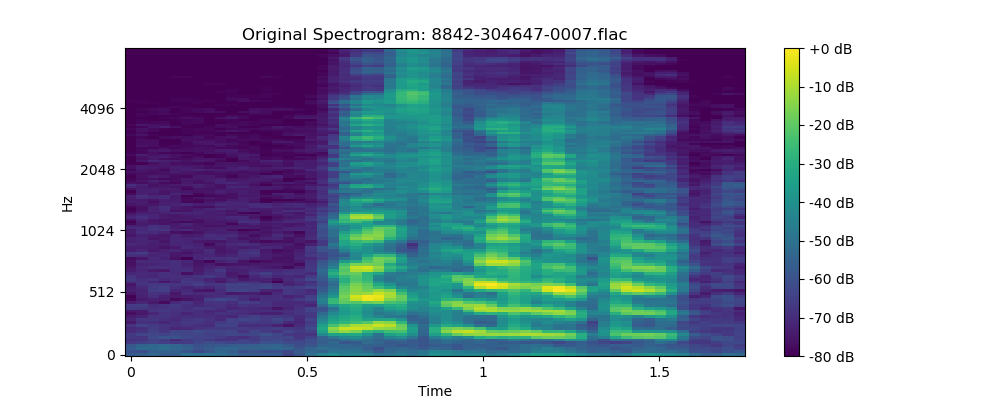 Original Spectrogram: 8842-304647-0007.flac
Hz
4096
2048
1024
512
0
0
0.5
1
1.5
Time
+0 dB
-10 dB
-20 dB
-30 dB
-40 dB
-50 dB
-60 dB
-70 dB
-80 dB